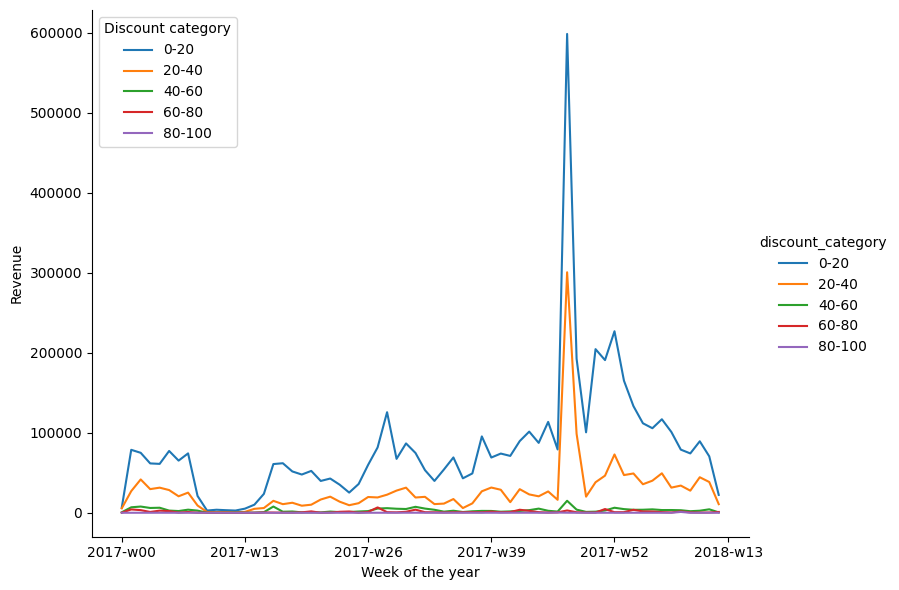 Discount category
0-20
20-40
40-60
60-80
80-100
600000
500000
400000
300000
200000
100000
0
Revenue
2017-w00
2017-w13
2017-w26
2017-w39
2017-w52
2018-w13
Week of the year
discount_category
0-20
20-40
40-60
60-80
80-100